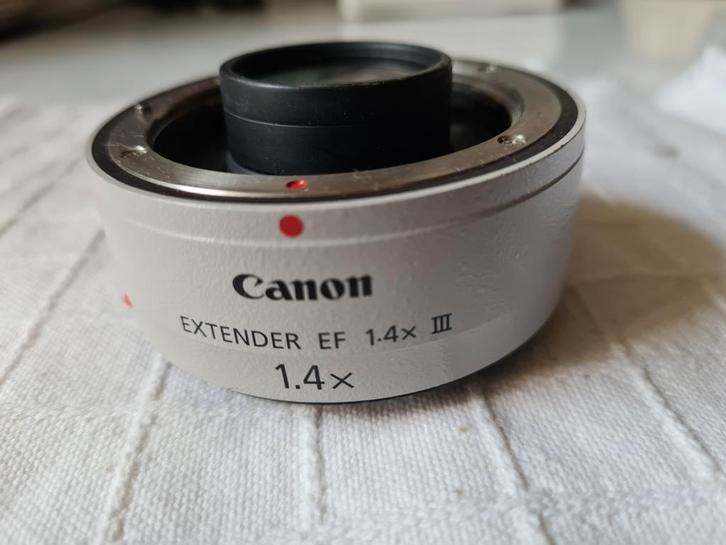 Canon
EXTENDER EF 1.4× III
1.4×